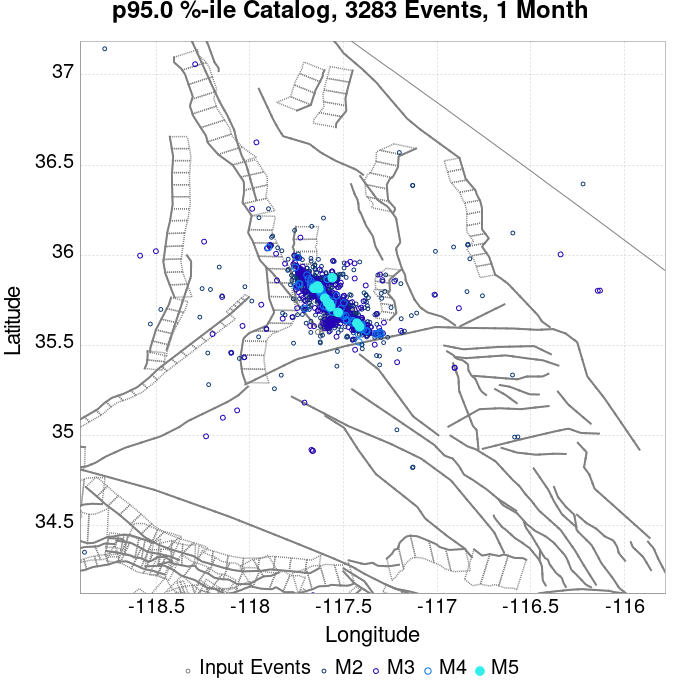 p95.0 %-ile Catalog, 3283 Events, 1 Month
37
36.5
36
35.5
35
34.5
Latitude
-118.5 -118 -117.5 -117 -116.5 -116
Longitude
Input Events M2 M3 M4 M5